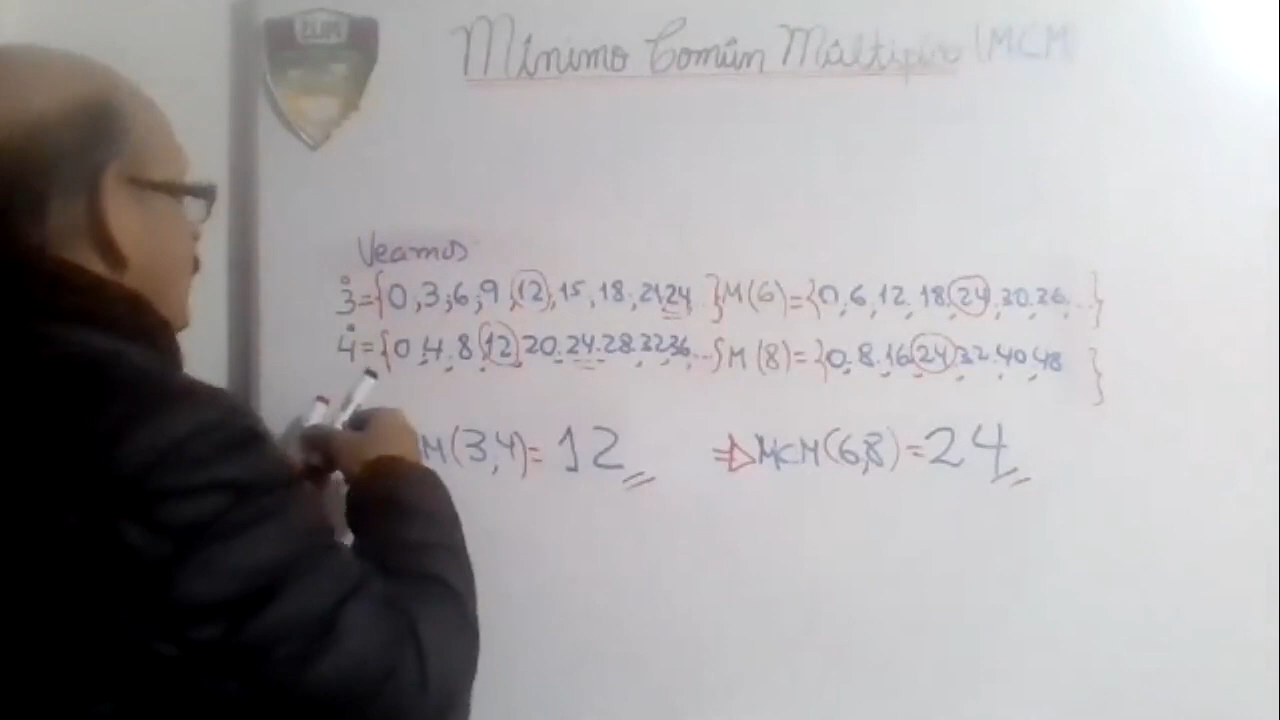 Mínimo Común Múltiplo (MCM
Veamos
3̊={0,3,6,9,12,15,18,21,24,} M(6)={0,6,12,18,24,30,36,...}
4̊={0,4,8,12,20,24,28,32,36,...} M(8)={0,8,16,24,32,40,48}
M(3,4)=12 ⇒ MCM(6,8)=24